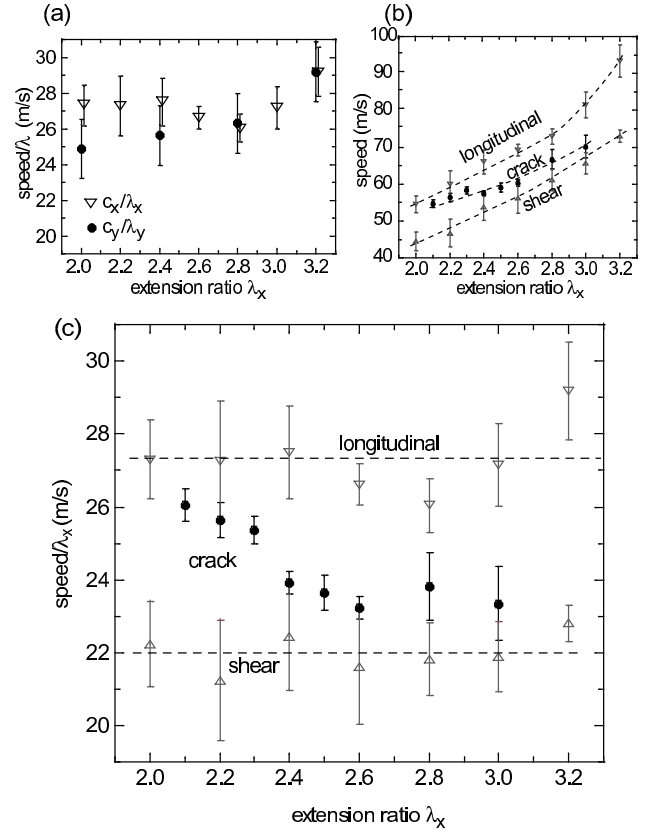 (a)
speed/λ (m/s)
30
28
26
24
22
20
▽ c_x/λ_x
● c_y/λ_y
2.0 2.2 2.4 2.6 2.8 3.0 3.2
extension ratio λ_x
(b)
speed (m/s)
100
90
80
70
60
50
40
longitudinal
crack
shear
2.0 2.2 2.4 2.6 2.8 3.0 3.2
extension ratio λ_x
(c)
speed/λ_x (m/s)
30
28
26
24
22
20
longitudinal
crack
shear
2.0 2.2 2.4 2.6 2.8 3.0 3.2
extension ratio λ_x